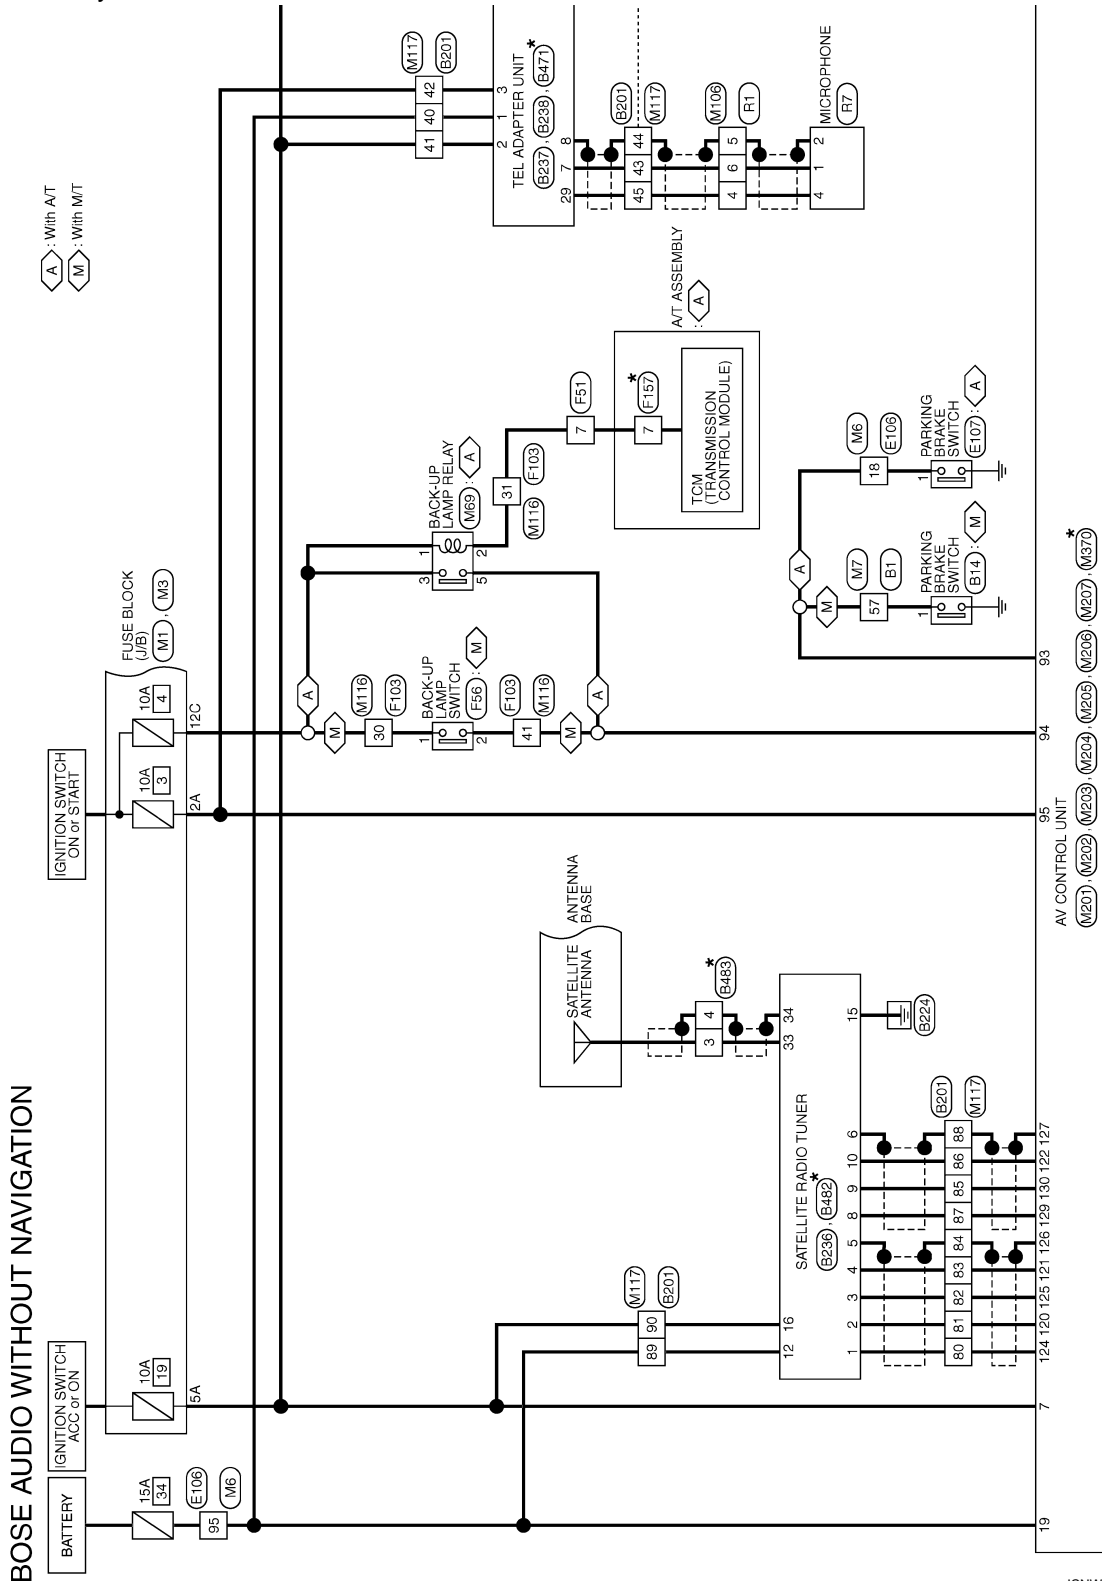 BOSE AUDIO WITHOUT NAVIGATION
BATTERY
15A
34
E106
95
M6
IGNITION SWITCH
ACC or ON
10A
19
5A
IGNITION SWITCH
ON or START
10A
3
2A
10A
4
12C
FUSE BLOCK
(J/B)
M1 , M3
A : With A/T
M : With M/T
M117
B201
41 40 42
2 1 3
TEL ADAPTER UNIT
B237 , B238 , B471 *
29 7 8
B201
45 43 44
M117
M106
4 6 5
R1
4 1 2
MICROPHONE
R7
A
M
M116
30
F103
BACK-UP
LAMP
SWITCH
F56 : M
1
2
F103
41
M116
M
A
BACK-UP
LAMP RELAY
M69 : A
3 1
5 2
M116
31
F103
F51
7
A/T ASSEMBLY
: A
* F157
7
TCM
(TRANSMISSION
CONTROL MODULE)
A
M
M7
57
B1
PARKING
BRAKE
SWITCH
B14 : M
1
M6
18
E106
PARKING
BRAKE
SWITCH
E107 : A
1
SATELLITE
ANTENNA
ANTENNA
BASE
3 4
* B483
33 34
M117
89 90
B201
12 16
SATELLITE RADIO TUNER
B236 , B482 *
15
B224
1 2 3 4 5 8 9 10 6
B201
80 81 82 83 84 87 85 86 88
M117
19 7 124 120 125 121 126 129 130 122 127 95 94 93
AV CONTROL UNIT
M201 , M202 , M203 , M204 , M205 , M206 , M207 , M370 *